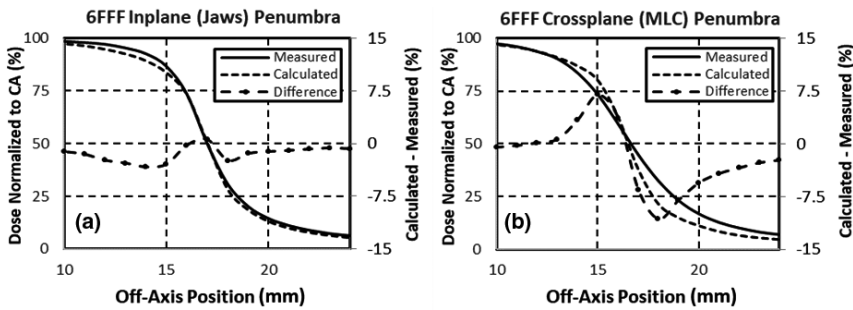 6FFF Inplane (Jaws) Penumbra
Dose Normalized to CA (%)
100
75
50
25
0
Measured
Calculated
Difference
(a)
15
7.5
0
-7.5
-15
Calculated - Measured (%)
10
15
20
Off-Axis Position (mm)
6FFF Crossplane (MLC) Penumbra
Dose Normalized to CA (%)
100
75
50
25
0
Measured
Calculated
Difference
(b)
15
7.5
0
-7.5
-15
Calculated - Measured (%)
10
15
20
Off-Axis Position (mm)